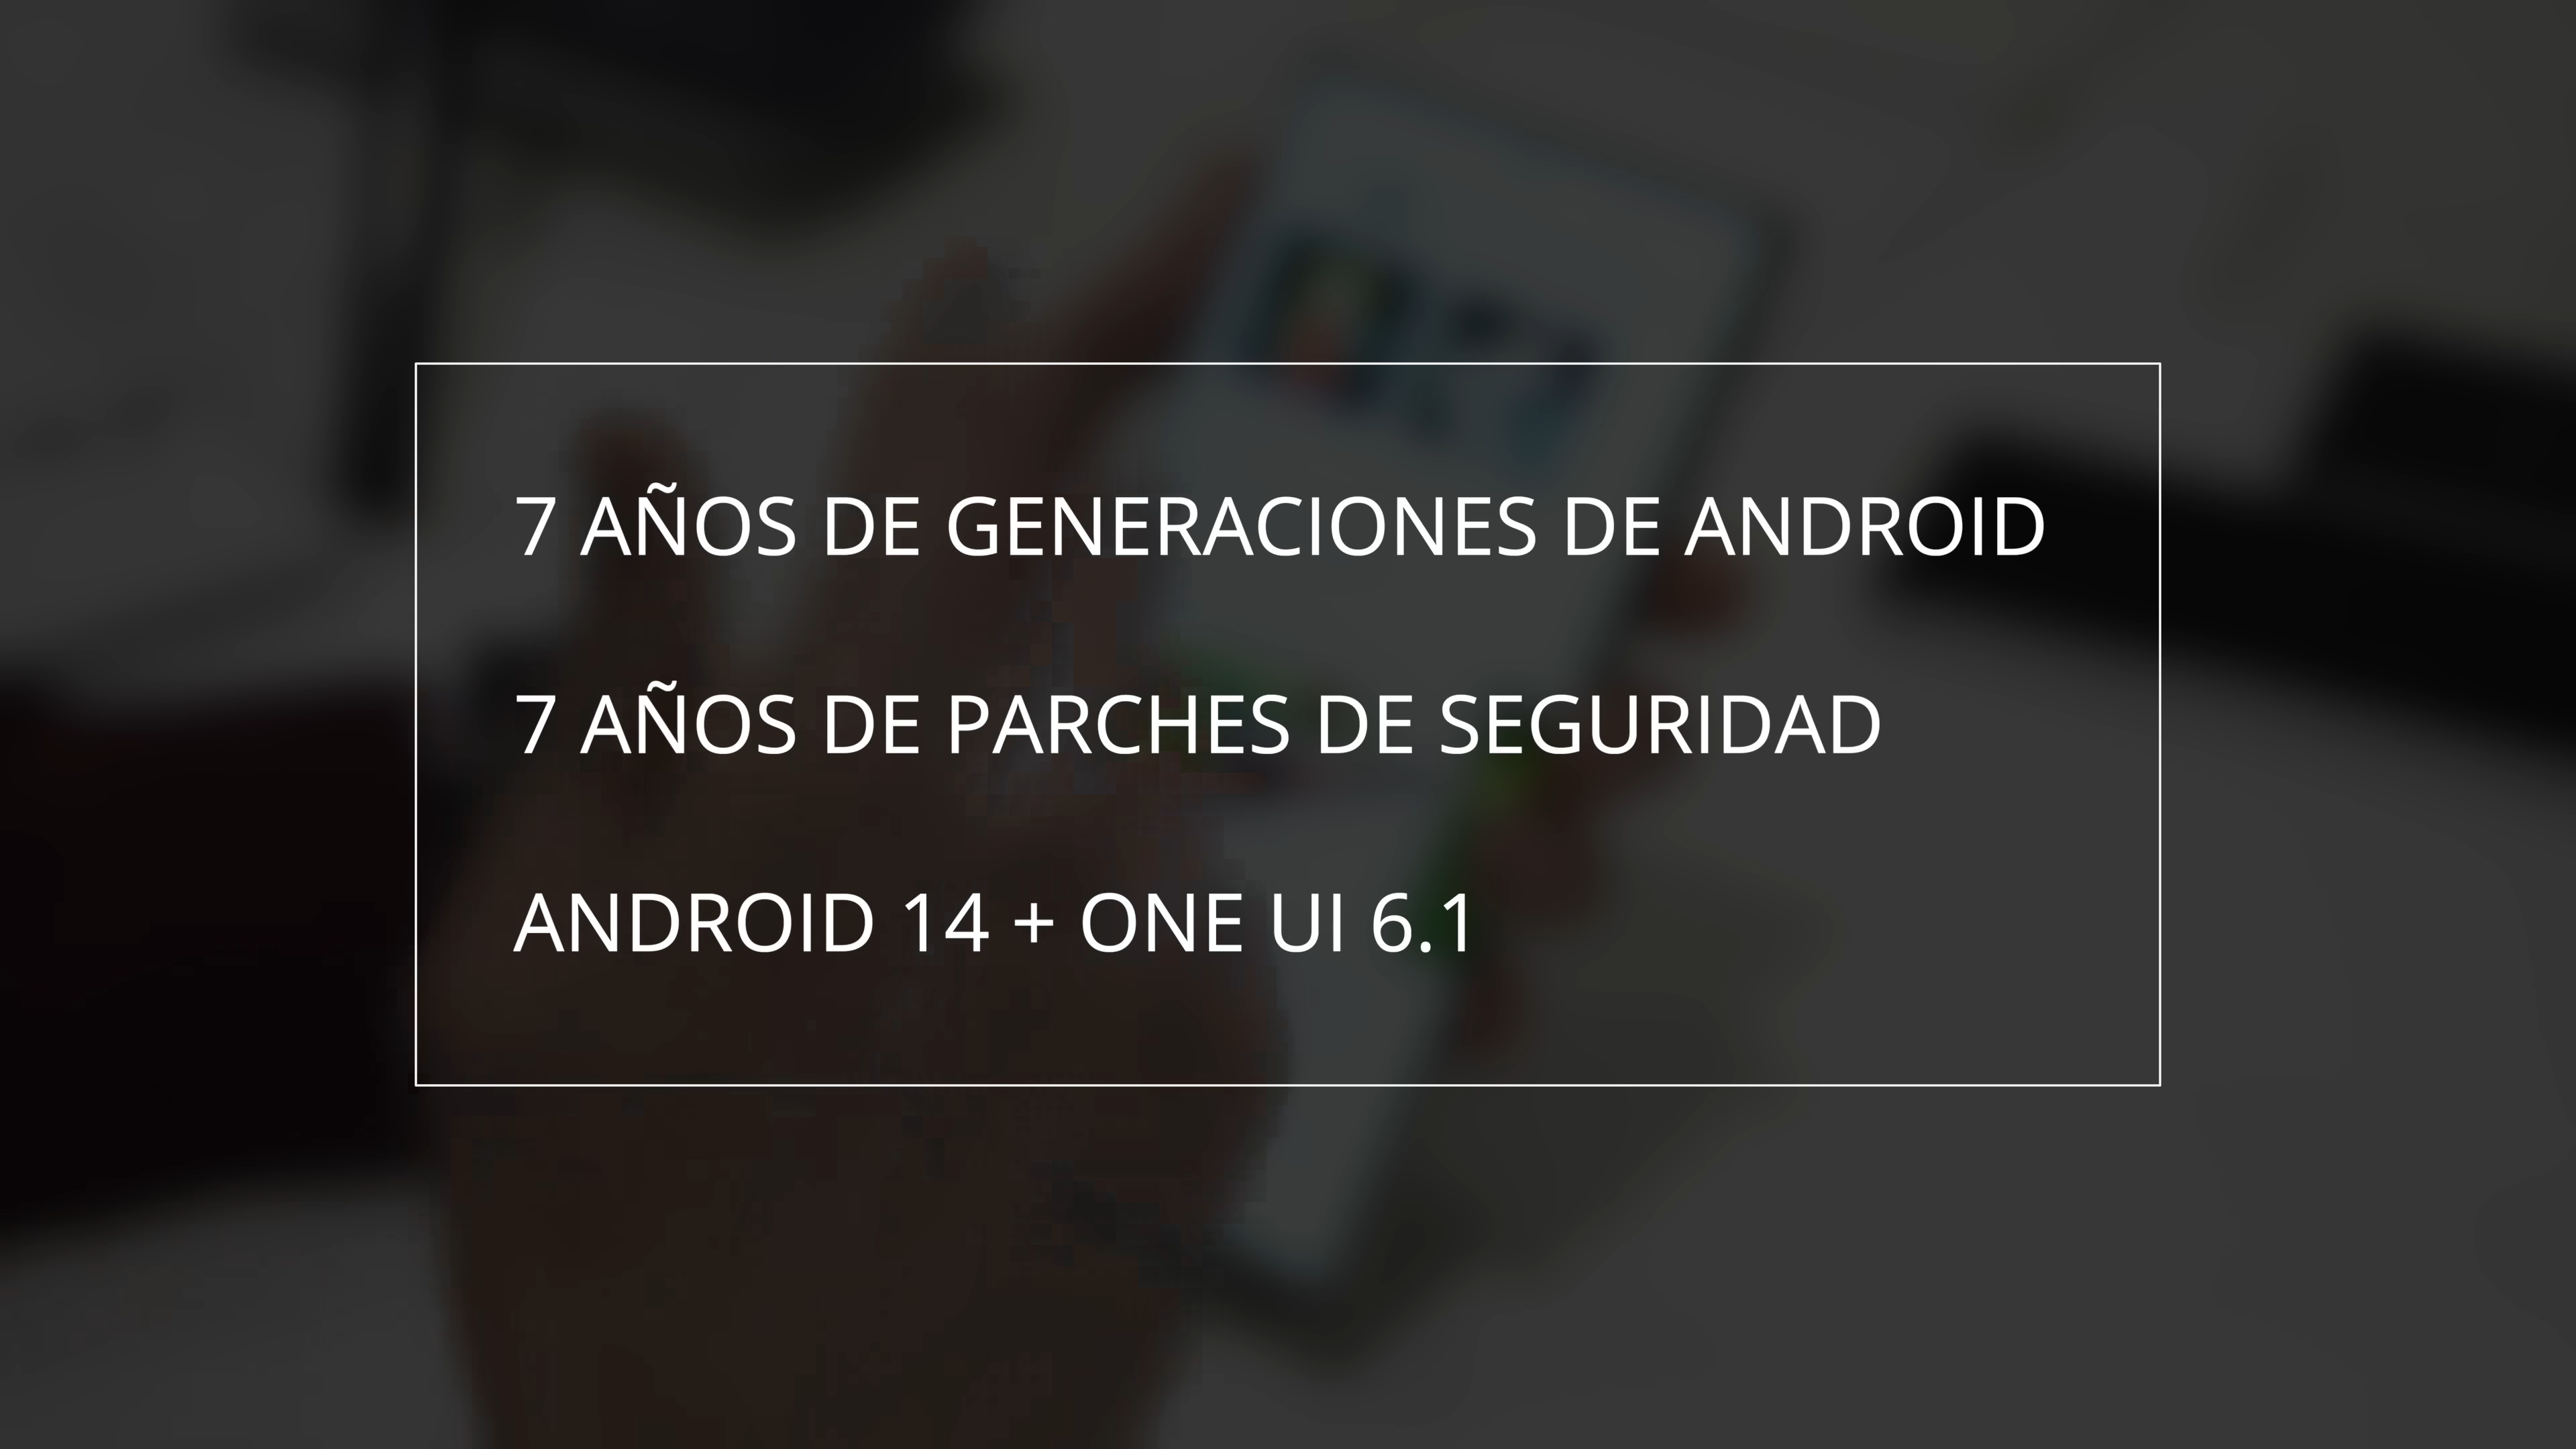 7 AÑOS DE GENERACIONES DE ANDROID
7 AÑOS DE PARCHES DE SEGURIDAD
ANDROID 14 + ONE UI 6.1